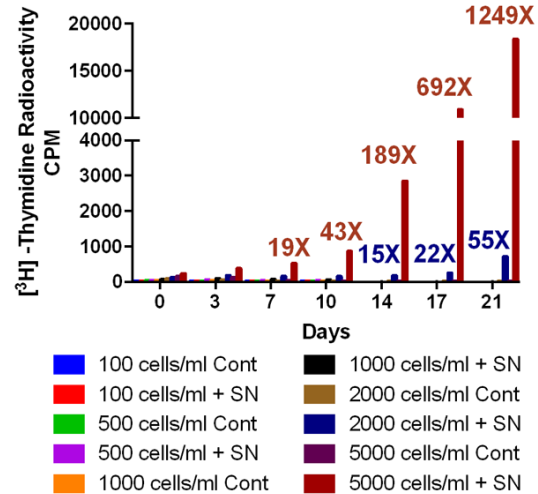 20000
10000
4000
3000
2000
1000
0
[³H] -Thymidine Radioactivity
CPM
19X
43X
189X
692X
1249X
15X
22X
55X
0 3 7 10 14 17 21
Days
100 cells/ml Cont
100 cells/ml + SN
500 cells/ml Cont
500 cells/ml + SN
1000 cells/ml Cont
1000 cells/ml + SN
2000 cells/ml Cont
2000 cells/ml + SN
5000 cells/ml Cont
5000 cells/ml + SN